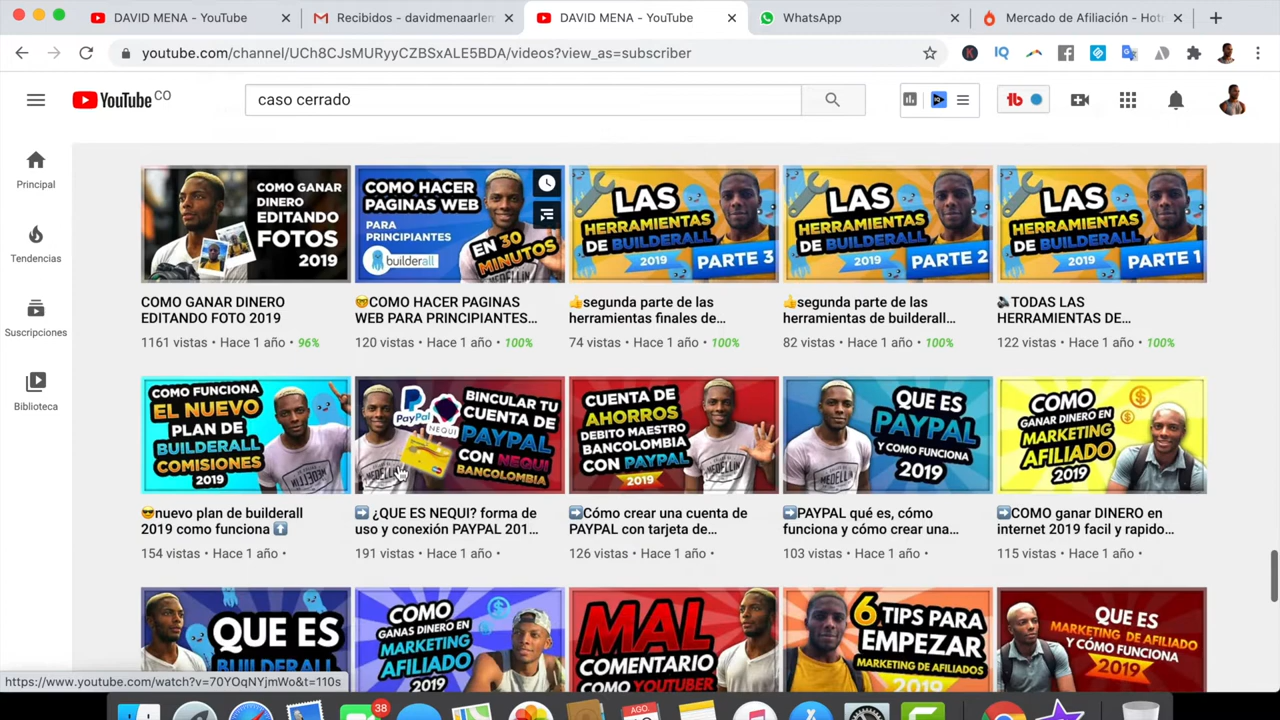 DAVID MENA - YouTube
Recibidos - davidmenaarlem
DAVID MENA - YouTube
WhatsApp
Mercado de Afiliación - Hotm
youtube.com/channel/UCh8CJsMURyyCZBSxALE5BDA/videos?view_as=subscriber
YouTube CO
caso cerrado
Principal
Tendencias
Suscripciones
Biblioteca
COMO GANAR
DINERO
EDITANDO
FOTOS
2019
COMO HACER
PAGINAS WEB
PARA
PRINCIPIANTES
builderall
EN 30
MINUTOS
MEDELLIN
LAS
HERRAMIENTAS
DE BUILDERALL
2019
PARTE 3
LAS
HERRAMIENTAS
DE BUILDERALL
2019
PARTE 2
LAS
HERRAMIENTAS
DE BUILDERALL
2019
PARTE 1
COMO GANAR DINERO
EDITANDO FOTO 2019
1161 vistas • Hace 1 año • 96%
🤓COMO HACER PAGINAS
WEB PARA PRINCIPIANTES...
120 vistas • Hace 1 año • 100%
👍segunda parte de las
herramientas finales de...
74 vistas • Hace 1 año • 100%
👍segunda parte de las
herramientas de builderall...
82 vistas • Hace 1 año • 100%
🔊TODAS LAS
HERRAMIENTAS DE...
122 vistas • Hace 1 año • 100%
COMO FUNCIONA
EL NUEVO
PLAN DE
BUILDERALL
COMISIONES
2019
PayPal
NEQUI
BINCULAR TU
CUENTA DE
PAYPAL
CON NEQUI
BANCOLOMBIA
CUENTA DE
AHORROS
DEBITO MAESTRO
BANCOLOMBIA
CON PAYPAL
2019
MEDELLIN
QUE ES
PAYPAL
Y COMO FUNCIONA
2019
COMO
GANAR DINERO EN
MARKETING
AFILIADO
2019
😎nuevo plan de builderall
2019 como funciona ⬆️
154 vistas • Hace 1 año •
➡️ ¿QUE ES NEQUI? forma de
uso y conexión PAYPAL 201...
191 vistas • Hace 1 año •
➡️Cómo crear una cuenta de
PAYPAL con tarjeta de...
126 vistas • Hace 1 año •
➡️PAYPAL qué es, cómo
funciona y cómo crear una...
103 vistas • Hace 1 año •
➡️COMO ganar DINERO en
internet 2019 facil y rapido...
115 vistas • Hace 1 año •
QUE ES
BUILDERALL
COMO
GANAS DINERO EN
MARKETING
AFILIADO
2019
MAL
COMENTARIO
COMO YOUTUBER
6 TIPS PARA
EMPEZAR
MARKETING DE AFILIADOS
QUE ES
MARKETING DE AFILIADO
Y CÓMO FUNCIONA
2019
https://www.youtube.com/watch?v=70VOqNYjmWo&t=110s
38
AGO.